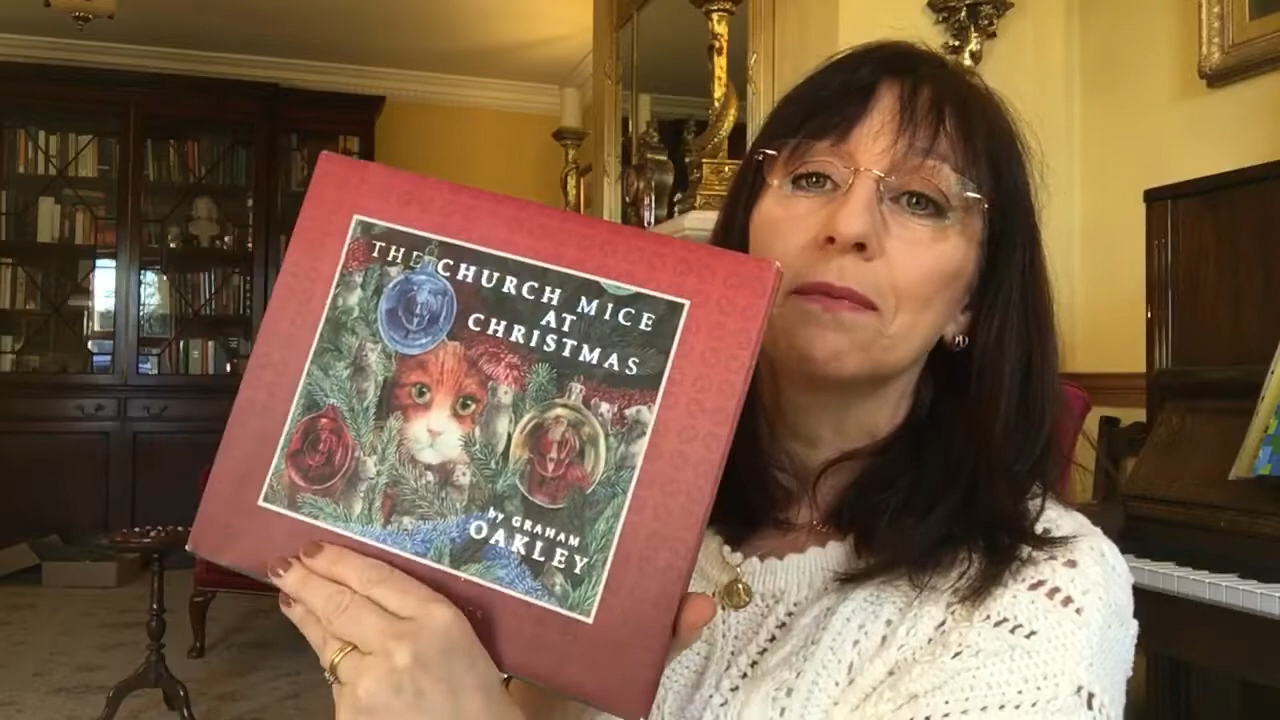 THE CHURCH MICE
AT
CHRISTMAS
by GRAHAM
OAKLEY